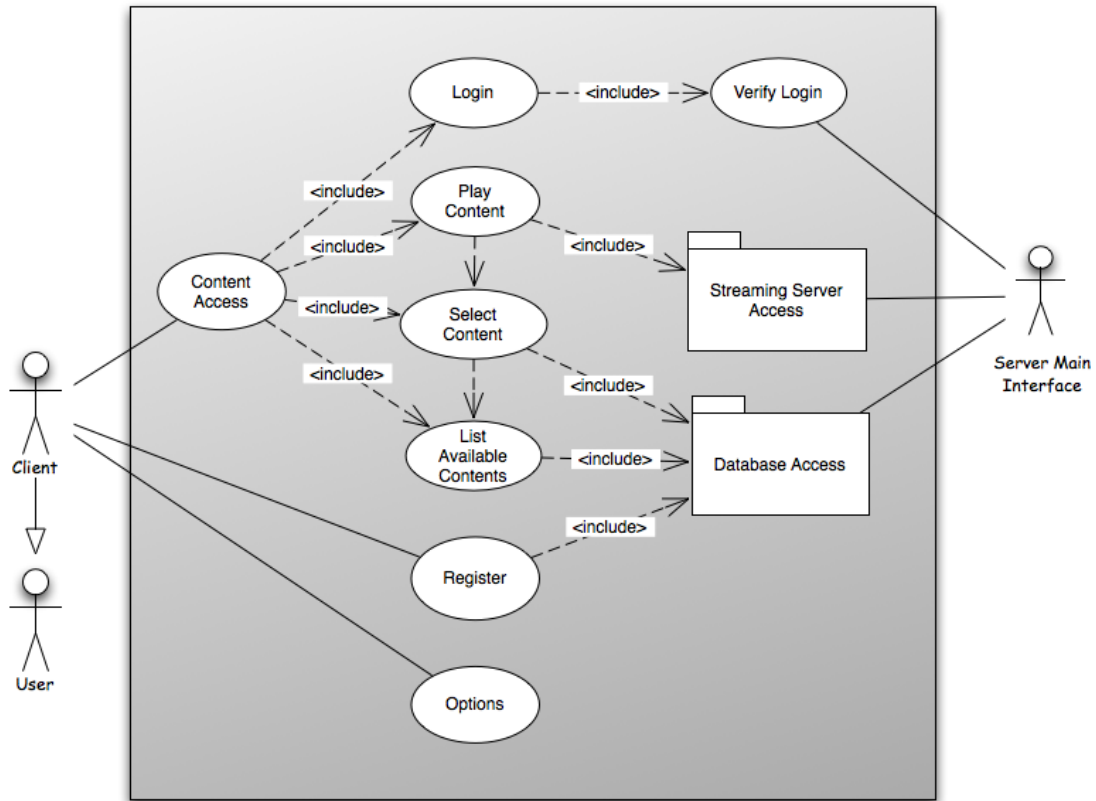 Login
<include>
Verify Login
<include>
Play
Content
<include>
<include>
Content
Access
<include>
Select
Content
Streaming Server
Access
Server Main
Interface
<include>
<include>
List
Available
Contents
<include>
Database Access
Client
<include>
Register
User
Options